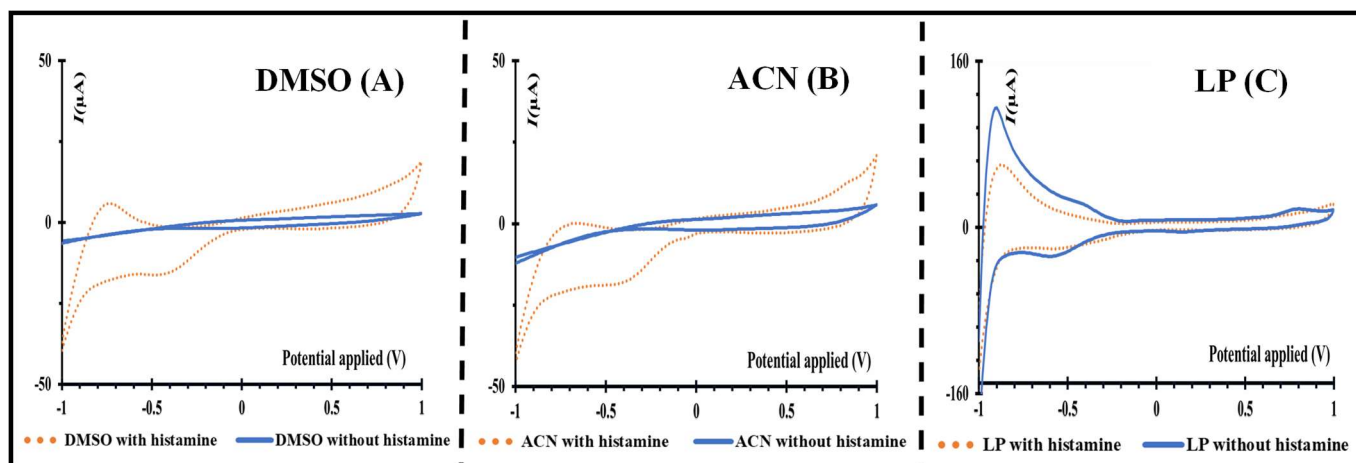 DMSO (A)
I(µA)
50
0
-50
-1
-0.5
0
0.5
1
Potential applied (V)
DMSO with histamine
DMSO without histamine
ACN (B)
I(µA)
50
0
-50
-1
-0.5
0
0.5
1
Potential applied (V)
ACN with histamine
ACN without histamine
LP (C)
I(µA)
160
0
-160
-1
-0.5
0
0.5
1
Potential applied (V)
LP with histamine
LP without histamine